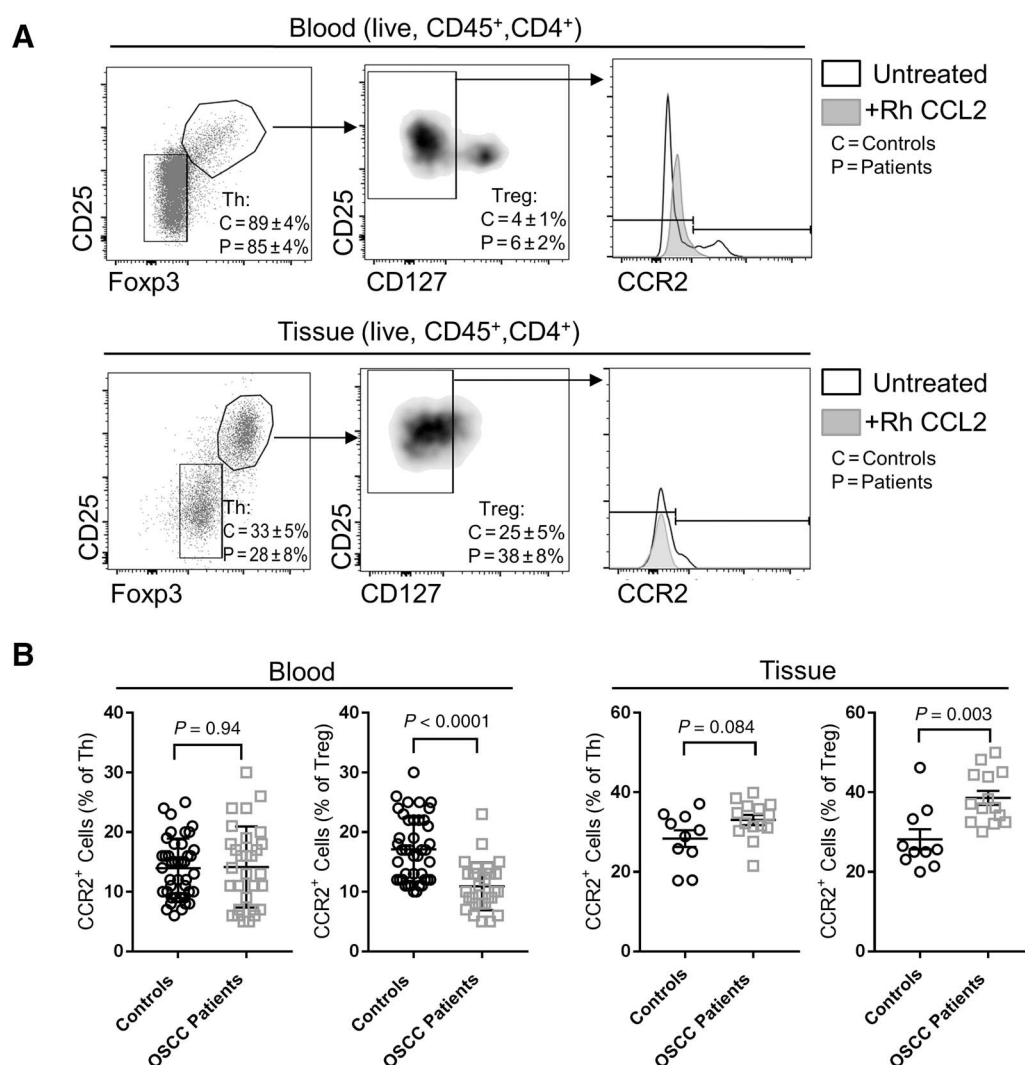 A
Blood (live, CD45⁺,CD4⁺)
CD25
Th:
C=89±4%
P=85±4%
Foxp3
CD25
Treg:
C=4±1%
P=6±2%
CD127
CCR2
Untreated
+Rh CCL2
C=Controls
P=Patients
Tissue (live, CD45⁺,CD4⁺)
CD25
Th:
C=33±5%
P=28±8%
Foxp3
CD25
Treg:
C=25±5%
P=38±8%
CD127
CCR2
Untreated
+Rh CCL2
C=Controls
P=Patients
B
Blood
CCR2⁺ Cells (% of Th)
40
30
20
10
0
P = 0.94
Controls
OSCC Patients
CCR2⁺ Cells (% of Treg)
40
30
20
10
0
P < 0.0001
Controls
OSCC Patients
Tissue
CCR2⁺ Cells (% of Th)
60
40
20
0
P = 0.084
Controls
OSCC Patients
CCR2⁺ Cells (% of Treg)
60
40
20
0
P = 0.003
Controls
OSCC Patients